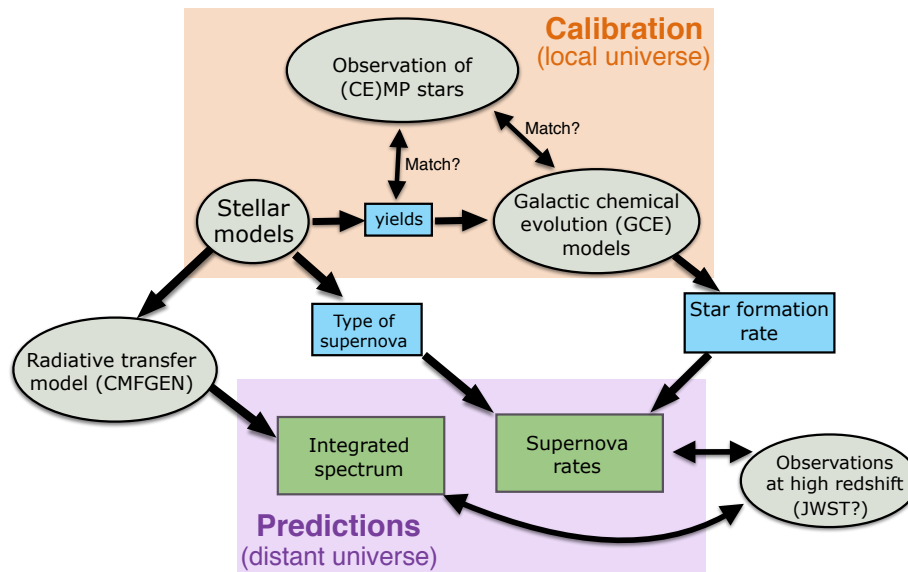 Calibration
(local universe)
Observation of
(CE)MP stars
Match?
Match?
Stellar
models
yields
Galactic chemical
evolution (GCE)
models
Type of
supernova
Star formation
rate
Radiative transfer
model (CMFGEN)
Integrated
spectrum
Supernova
rates
Observations
at high redshift
(JWST?)
Predictions
(distant universe)